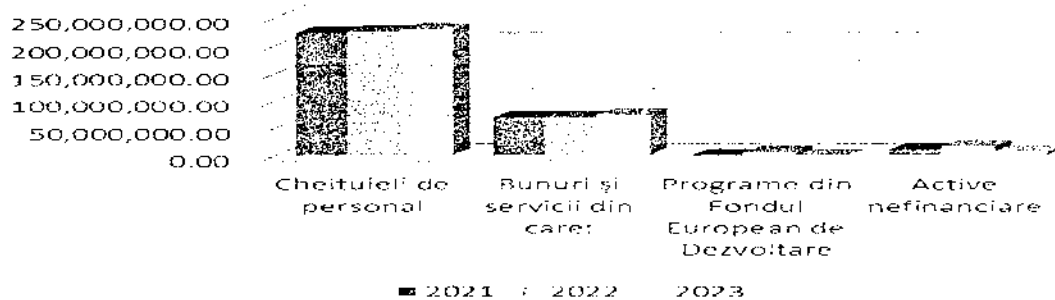 250,000,000.00
200,000,000.00
150,000,000.00
100,000,000.00
50,000,000.00
0.00
Cheituieli de
personal
Bunuri și
servicii din
care:
Programe din
Fondul
European de
Dezvoltare
Active
nefinanciare
2021 2022 2023